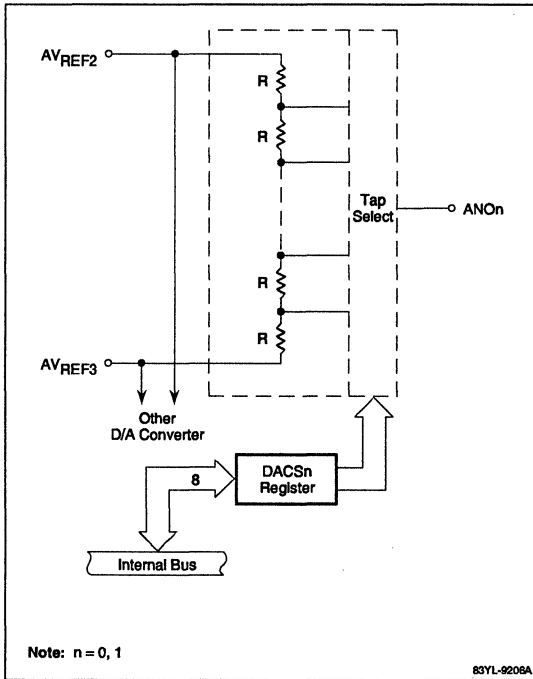 AVREF2
R
R
Tap
Select
ANOn
R
R
AVREF3
Other
D/A Converter
DACSn
Register
8
Internal Bus
Note: n = 0, 1
83YL-9206A